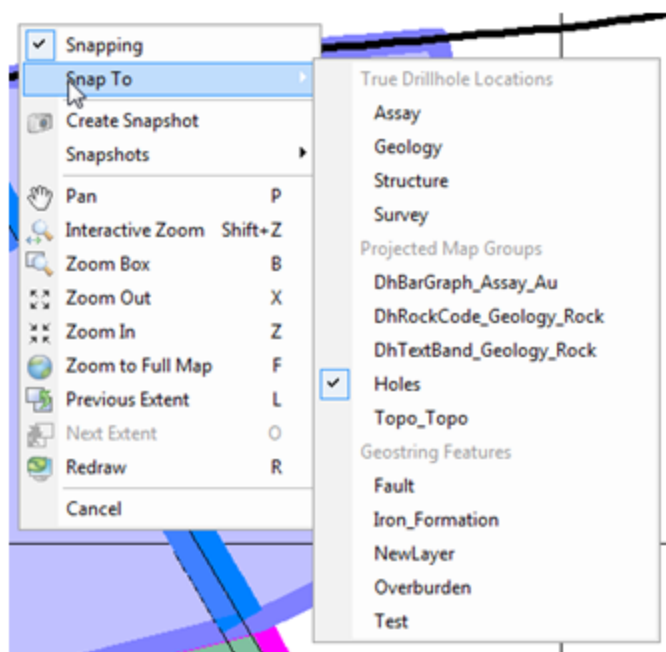 Snapping
Snap To
Create Snapshot
Snapshots
Pan P
Interactive Zoom Shift+Z
Zoom Box B
Zoom Out X
Zoom In Z
Zoom to Full Map F
Previous Extent L
Next Extent O
Redraw R
Cancel
True Drillhole Locations
Assay
Geology
Structure
Survey
Projected Map Groups
DhBarGraph_Assay_Au
DhRockCode_Geology_Rock
DhTextBand_Geology_Rock
Holes
Topo_Topo
Geostring Features
Fault
Iron_Formation
NewLayer
Overburden
Test